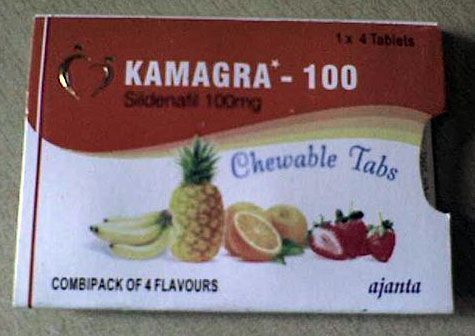 1 x 4 Tablets
KAMAGRA* - 100
Sildenafil 100mg
Chewable Tabs
COMBIPACK OF 4 FLAVOURS
ajanta